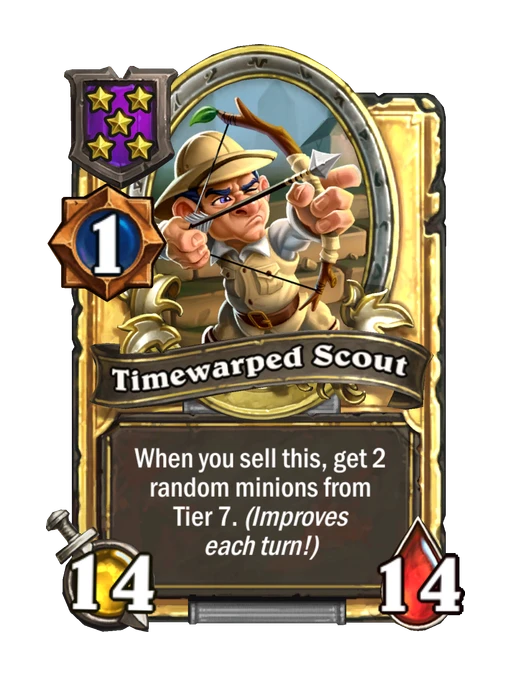 1
Timewarped Scout
When you sell this, get 2
random minions from
Tier 7. (Improves
each turn!)
14
14